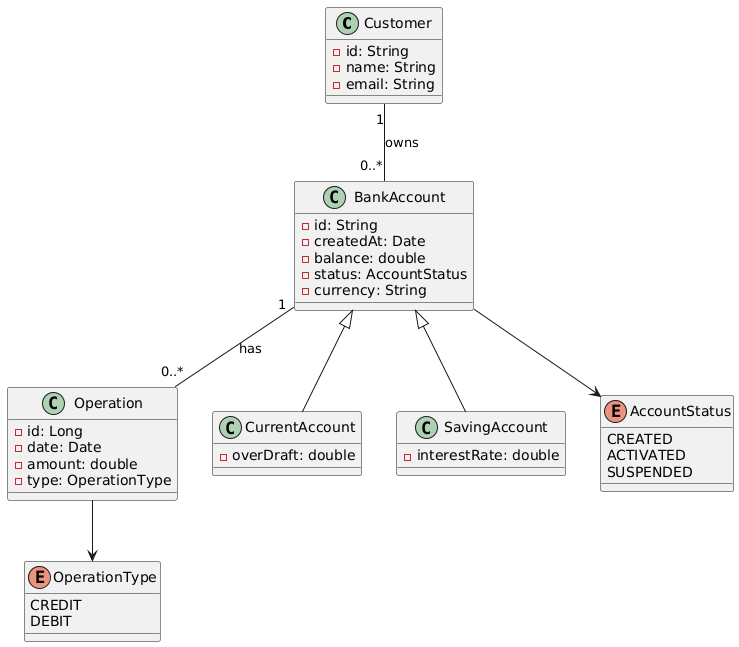 C Customer
id: String
name: String
email: String
1
owns
0..*
C BankAccount
id: String
createdAt: Date
balance: double
status: AccountStatus
currency: String
1
has
0..*
C Operation
id: Long
date: Date
amount: double
type: OperationType
C CurrentAccount
overDraft: double
C SavingAccount
interestRate: double
E AccountStatus
CREATED
ACTIVATED
SUSPENDED
E OperationType
CREDIT
DEBIT